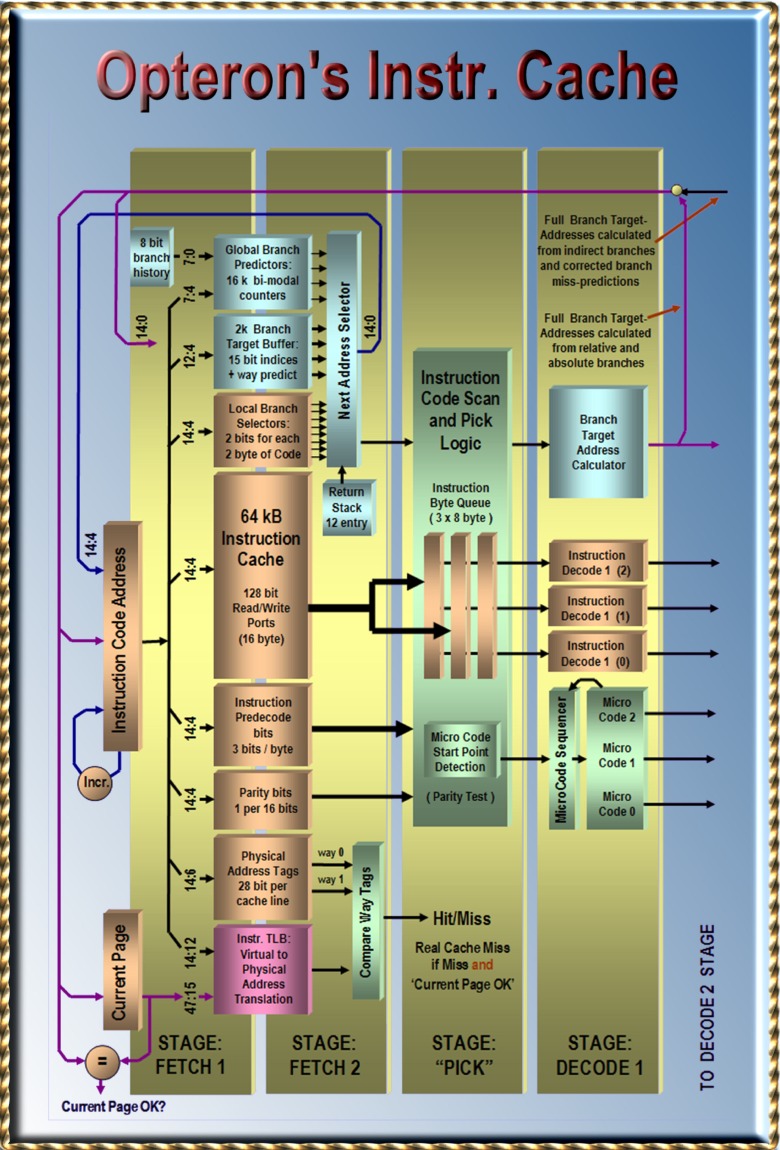 Opteron's Instr. Cache
8 bit
branch
history
7:0
7:4
Global Branch
Predictors:
16 k bi-modal
counters
14:0
12:4
2k Branch
Target Buffer:
15 bit indices
+ way predict
14:4
Local Branch
Selectors:
2 bits for each
2 byte of Code
Next Address Selector
14:0
Return
Stack
12 entry
Full Branch Target-
Addresses calculated
from indirect branches
and corrected branch
miss-predictions
Full Branch Target-
Addresses calculated
from relative and
absolute branches
Instruction
Code Scan
and Pick
Logic
Branch
Target
Address
Calculator
Instruction
Byte Queue
( 3 x 8 byte )
14:4
Instruction Code Address
Incr.
14:4
64 kB
Instruction
Cache
128 bit
Read/Write
Ports
(16 byte)
Instruction
Decode 1 (2)
Instruction
Decode 1 (1)
Instruction
Decode 1 (0)
14:4
Instruction
Predecode
bits
3 bits / byte
Micro Code
Start Point
Detection
MicroCode Sequencer
Micro
Code 2
Micro
Code 1
Micro
Code 0
14:4
Parity bits
1 per 16 bits
( Parity Test )
14:6
Physical
Address Tags
28 bit per
cache line
way 0
way 1
Compare Way Tags
Hit/Miss
Real Cache Miss
if Miss and
‘Current Page OK’
Current Page
14:12
47:15
Instr. TLB:
Virtual to
Physical
Address
Translation
STAGE:
FETCH 1
STAGE:
FETCH 2
STAGE:
“PICK”
STAGE:
DECODE 1
TO DECODE 2 STAGE
=
Current Page OK?